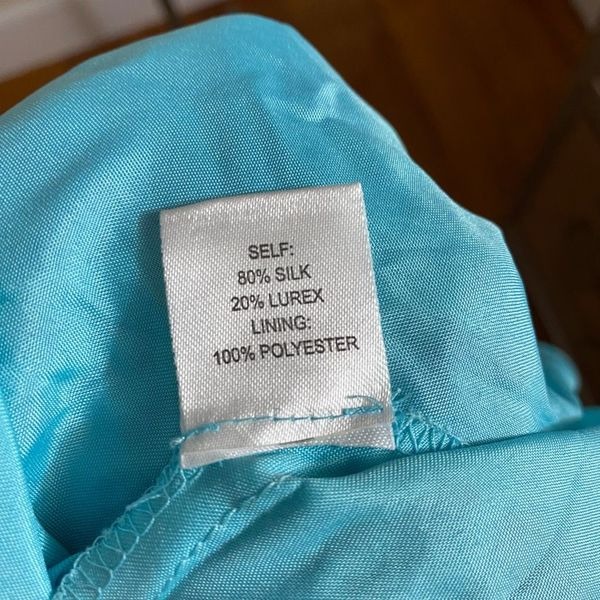 SELF:
80% SILK
20% LUREX
LINING:
100% POLYESTER